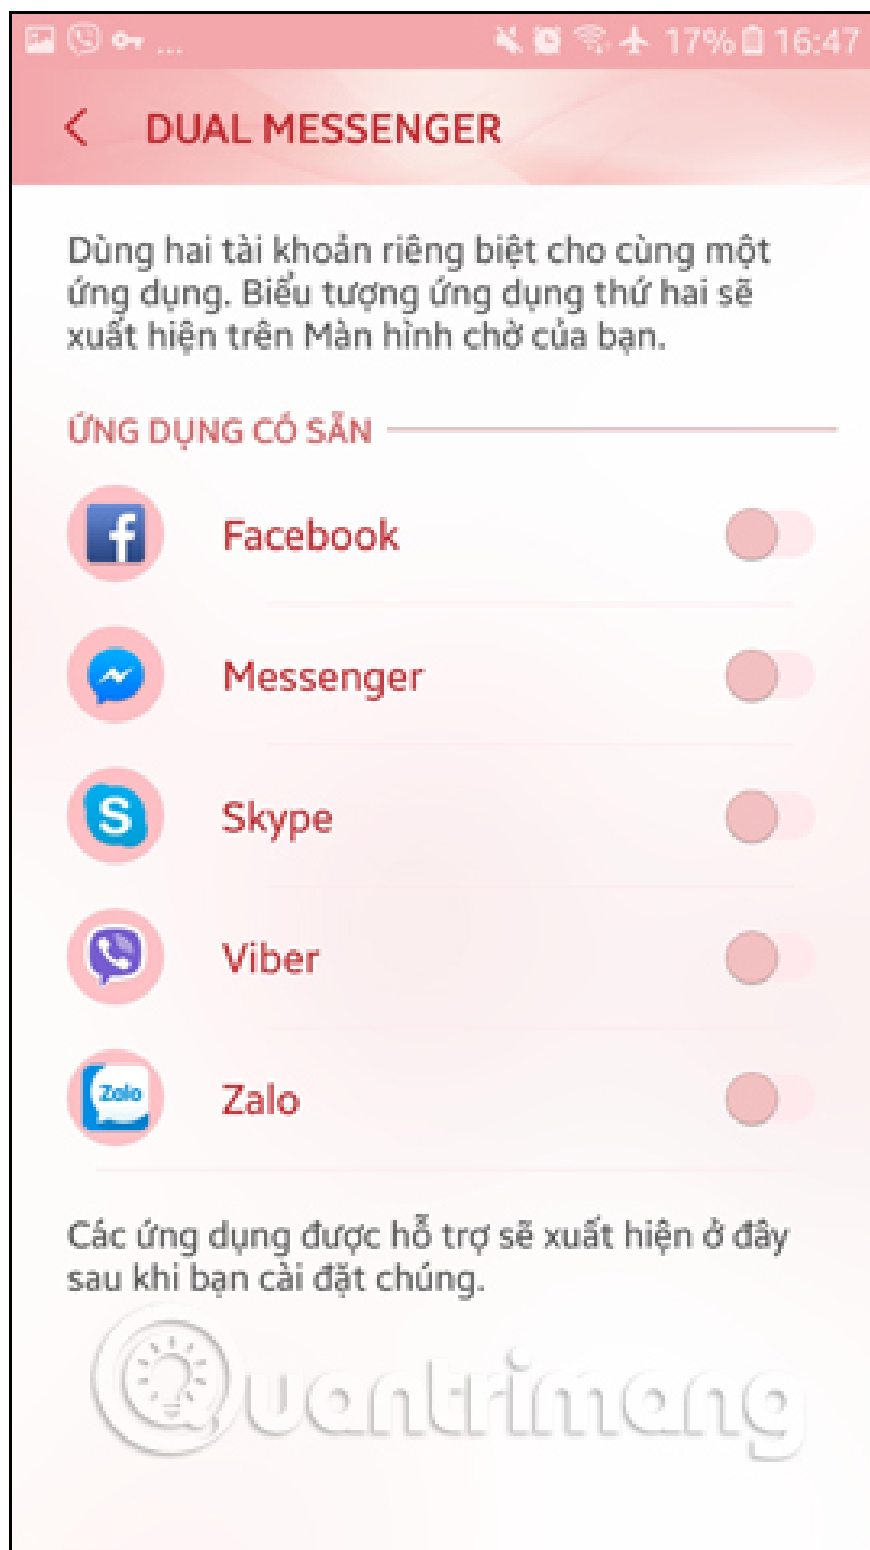 ... 17% 16:47
DUAL MESSENGER
Dùng hai tài khoản riêng biệt cho cùng một
ứng dụng. Biểu tượng ứng dụng thứ hai sẽ
xuất hiện trên Màn hình chờ của bạn.
ỨNG DỤNG CÓ SẴN
Facebook
Messenger
Skype
Viber
Zalo
Zalo
Các ứng dụng được hỗ trợ sẽ xuất hiện ở đây
sau khi bạn cài đặt chúng.
Quantrimang